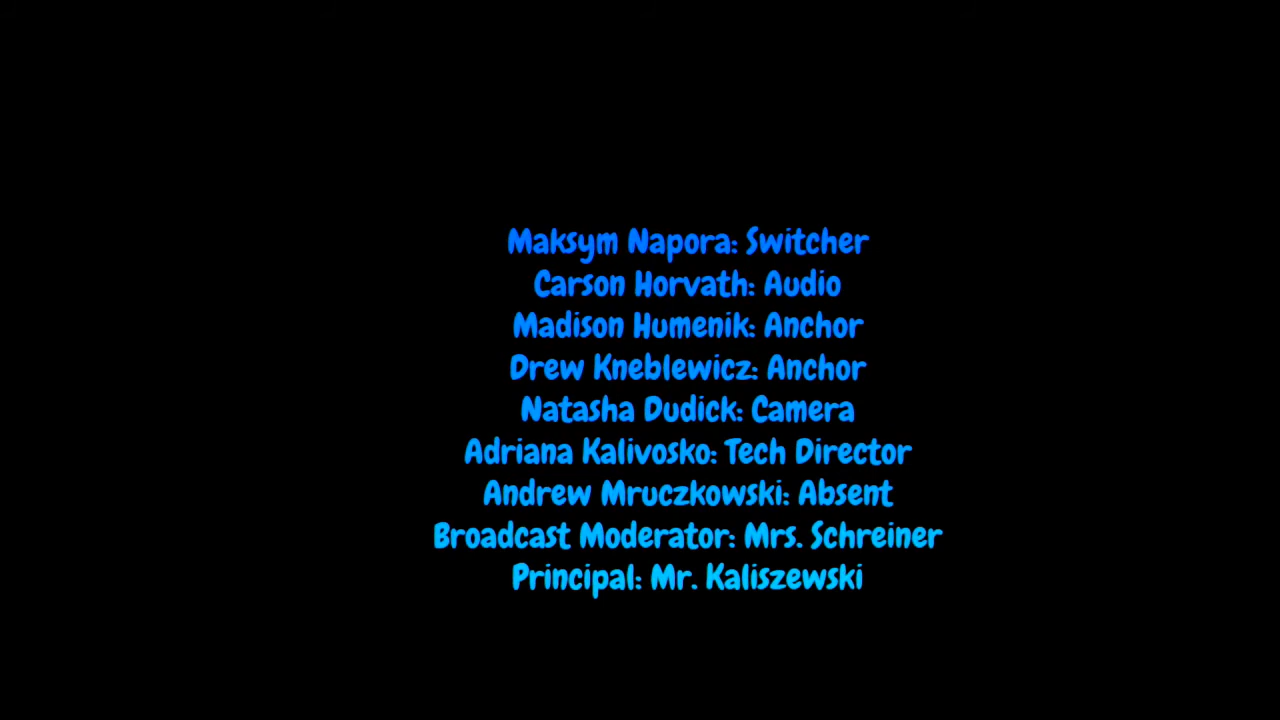 Maksym Napora: Switcher
Carson Horvath: Audio
Madison Humenik: Anchor
Drew Kneblewicz: Anchor
Natasha Dudick: Camera
Adriana Kalivosko: Tech Director
Andrew Mruczkowski: Absent
Broadcast Moderator: Mrs. Schreiner
Principal: Mr. Kaliszewski